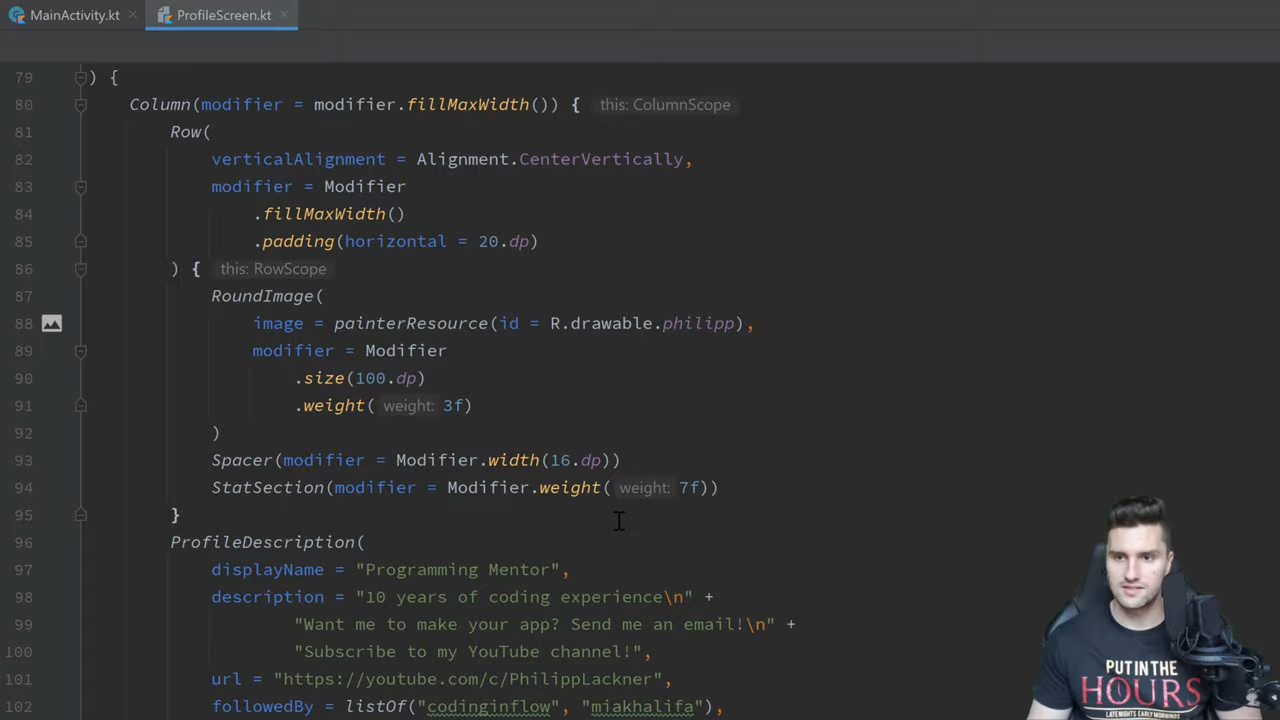 MainActivity.kt
ProfileScreen.kt
79 ) {
80 Column(modifier = modifier.fillMaxWidth()) { this: ColumnScope
81 Row(
82 verticalAlignment = Alignment.CenterVertically,
83 modifier = Modifier
84 .fillMaxWidth()
85 .padding(horizontal = 20.dp)
86 ) { this: RowScope
87 RoundImage(
88 image = painterResource(id = R.drawable.philipp),
89 modifier = Modifier
90 .size(100.dp)
91 .weight( weight: 3f)
92 )
93 Spacer(modifier = Modifier.width(16.dp))
94 StatSection(modifier = Modifier.weight( weight: 7f))
95 }
96 ProfileDescription(
97 displayName = "Programming Mentor",
98 description = "10 years of coding experience\n" +
99 "Want me to make your app? Send me an email!\n" +
100 "Subscribe to my YouTube channel!",
101 url = "https://youtube.com/c/PhilippLackner",
102 followedBy = listOf("codinginflow", "miakhalifa"),
PUT IN THE
HOURS
LATE NIGHTS EARLY MORNINGS